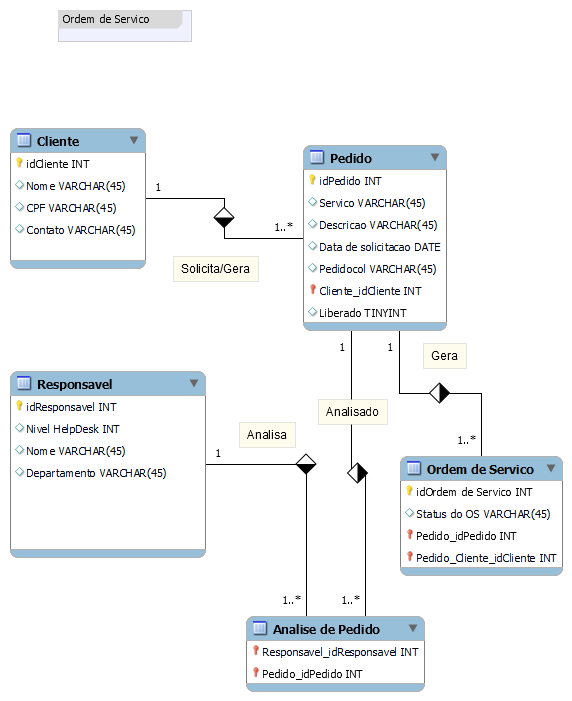 Ordem de Servico
Cliente
idCliente INT
Nome VARCHAR(45)
CPF VARCHAR(45)
Contato VARCHAR(45)
1
1..*
Solicita/Gera
Pedido
idPedido INT
Servico VARCHAR(45)
Descricao VARCHAR(45)
Data de solicitacao DATE
Pedidocol VARCHAR(45)
Cliente_idCliente INT
Liberado TINYINT
1
1
Gera
Responsavel
idResponsavel INT
Nivel HelpDesk INT
Nome VARCHAR(45)
Departamento VARCHAR(45)
1
Analisa
Analisado
1..*
Ordem de Servico
idOrdem de Servico INT
Status do OS VARCHAR(45)
Pedido_idPedido INT
Pedido_Cliente_idCliente INT
1..*
1..*
Analise de Pedido
Responsavel_idResponsavel INT
Pedido_idPedido INT